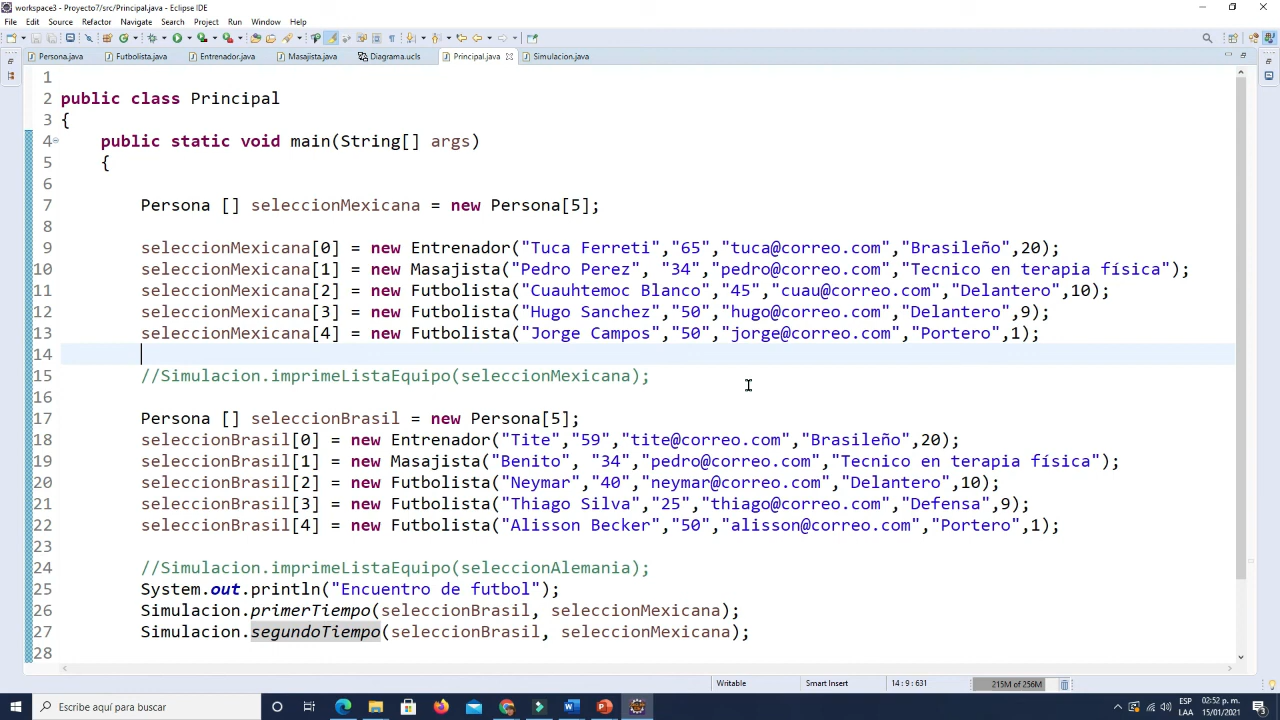 workspace3 - Proyecto7/src/Principal.java - Eclipse IDE
File Edit Source Refactor Navigate Search Project Run Window Help
Persona.java Futbolista.java Entrenador.java Masajista.java Diagrama.ucls Principal.java Simulacion.java
1
2 public class Principal
3 {
4 public static void main(String[] args)
5 {
6
7 Persona [] seleccionMexicana = new Persona[5];
8
9 seleccionMexicana[0] = new Entrenador("Tuca Ferreti","65","tuca@correo.com","Brasileño",20);
10 seleccionMexicana[1] = new Masajista("Pedro Perez", "34","pedro@correo.com","Tecnico en terapia física");
11 seleccionMexicana[2] = new Futbolista("Cuauhtemoc Blanco","45","cuau@correo.com","Delantero",10);
12 seleccionMexicana[3] = new Futbolista("Hugo Sanchez","50","hugo@correo.com","Delantero",9);
13 seleccionMexicana[4] = new Futbolista("Jorge Campos","50","jorge@correo.com","Portero",1);
14
15 //Simulacion.imprimeListaEquipo(seleccionMexicana);
16
17 Persona [] seleccionBrasil = new Persona[5];
18 seleccionBrasil[0] = new Entrenador("Tite","59","tite@correo.com","Brasileño",20);
19 seleccionBrasil[1] = new Masajista("Benito", "34","pedro@correo.com","Tecnico en terapia física");
20 seleccionBrasil[2] = new Futbolista("Neymar","40","neymar@correo.com","Delantero",10);
21 seleccionBrasil[3] = new Futbolista("Thiago Silva","25","thiago@correo.com","Defensa",9);
22 seleccionBrasil[4] = new Futbolista("Alisson Becker","50","alisson@correo.com","Portero",1);
23
24 //Simulacion.imprimeListaEquipo(seleccionAlemania);
25 System.out.println("Encuentro de futbol");
26 Simulacion.primerTiempo(seleccionBrasil, seleccionMexicana);
27 Simulacion.segundoTiempo(seleccionBrasil, seleccionMexicana);
28
Writable Smart Insert 14 : 9 : 631 215M of 256M
Escribe aquí para buscar
ESP 02:52 p. m.
LAA 15/01/2021